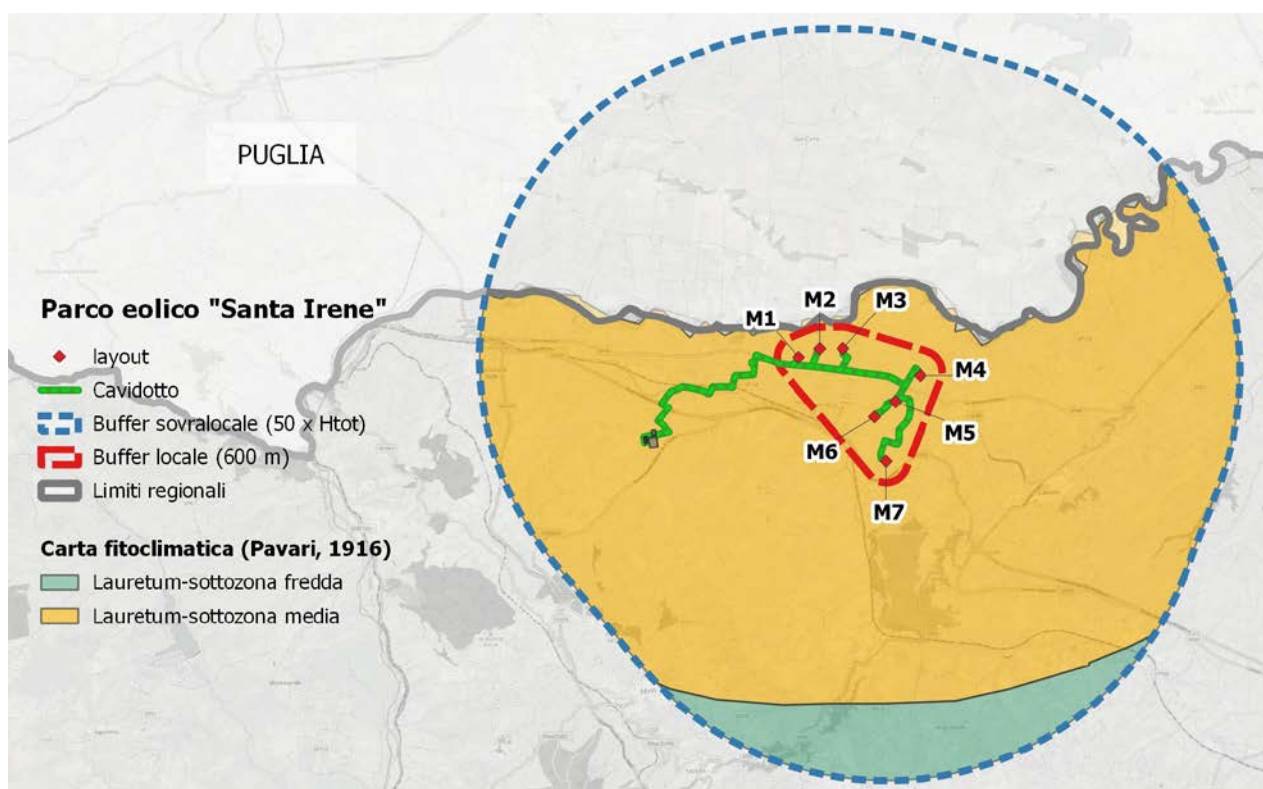 PUGLIA
Parco eolico "Santa Irene"
layout
Cavidotto
Buffer sovralocale (50 x Htot)
Buffer locale (600 m)
Limiti regionali
Carta fitoclimatica (Pavari, 1916)
Lauretum-sottozona fredda
Lauretum-sottozona media
M1
M2
M3
M4
M5
M6
M7